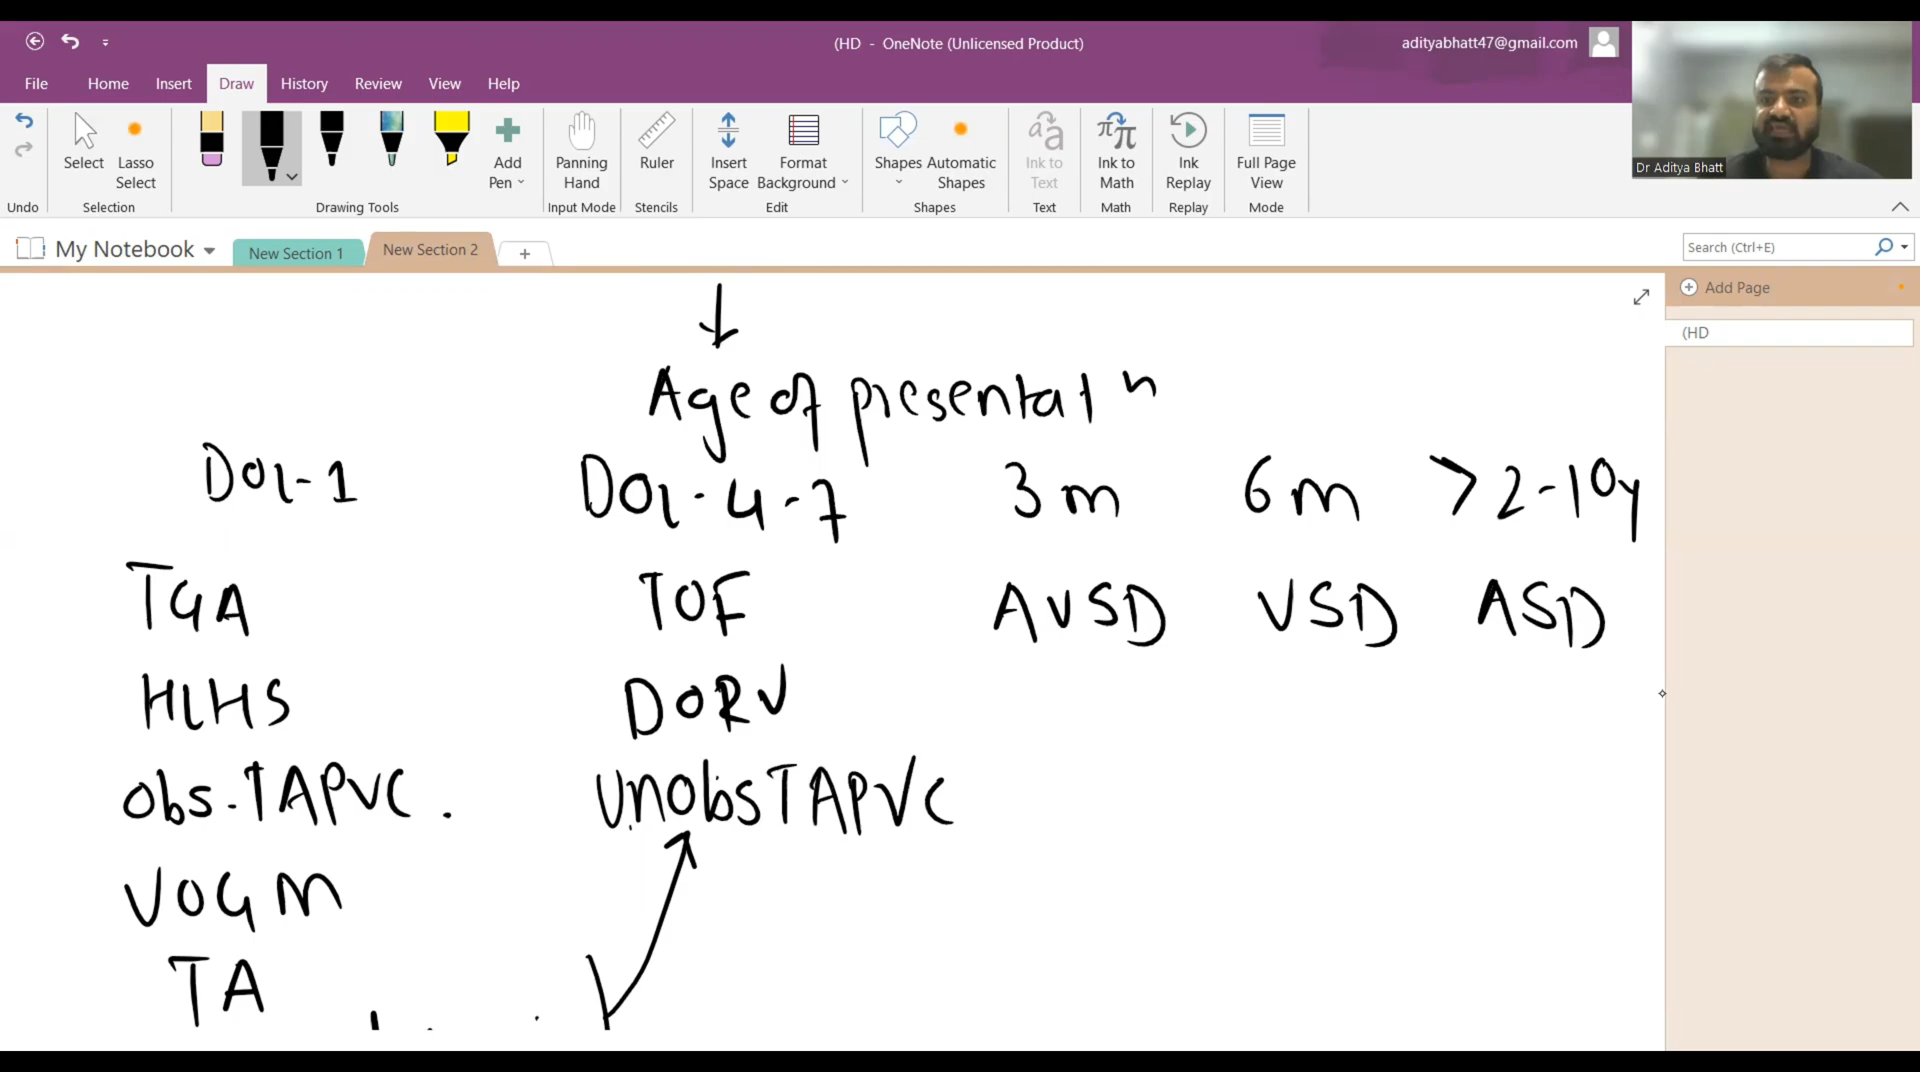 (HD - OneNote (Unlicensed Product)
adityabhatt47@gmail.com
File Home Insert Draw History Review View Help
Dr Aditya Bhatt
Select Lasso Select Add Pen Panning Hand Ruler Insert Space Format Background Shapes Automatic Shapes Ink to Text Ink to Math Ink Replay Full Page View
Undo Selection Drawing Tools Input Mode Stencils Edit Shapes Text Math Replay Mode
My Notebook New Section 1 New Section 2 Search (Ctrl+E)
Add Page
(HD
Age of presentatn
DOL-1 DOL-4-7 3m 6m >2-10y
TGA TOF AVSD VSD ASD
HLHS DORV
Obs.TAPVC. UnobsTAPVC
VOGM
TA